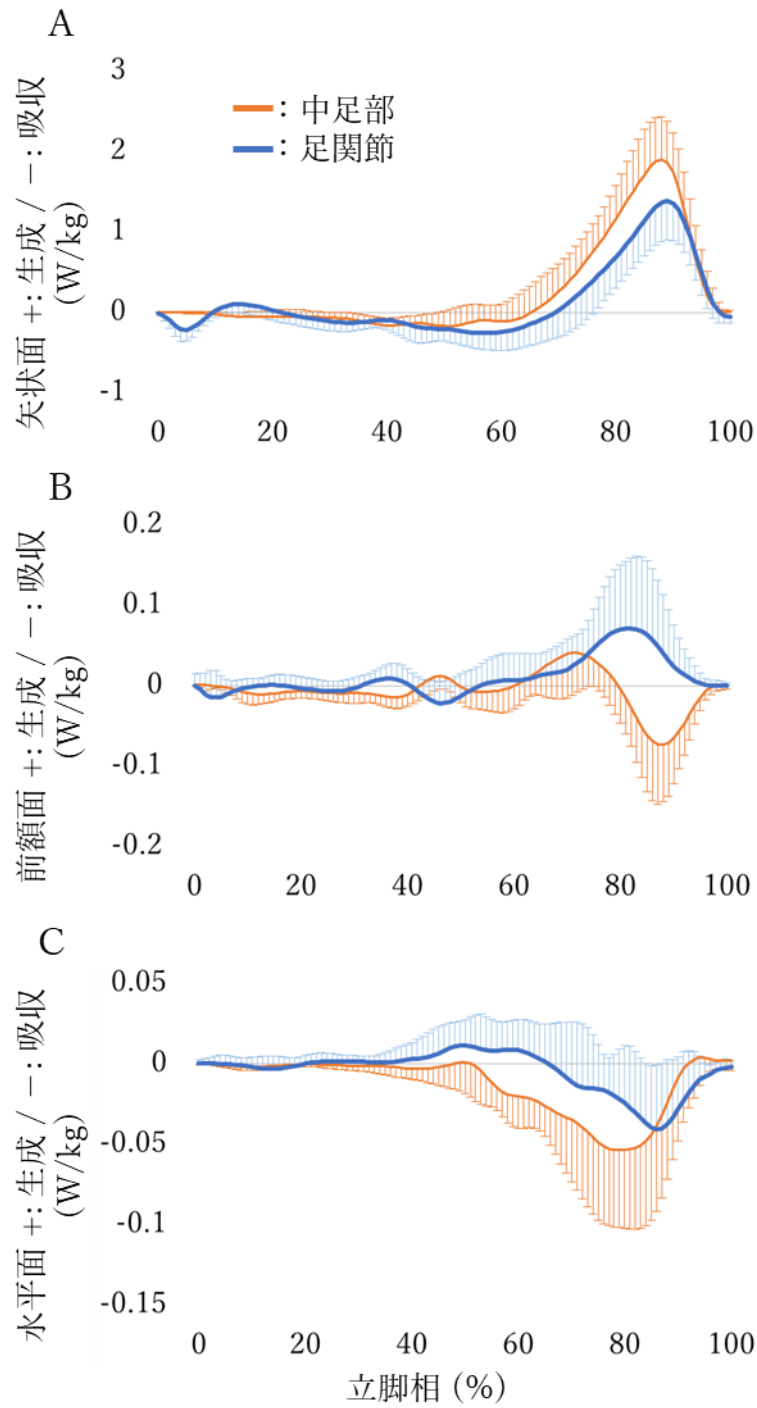 A
矢状面 +: 生成 / −: 吸収
(W/kg)
3
2
1
0
-1
: 中足部
: 足関節
0 20 40 60 80 100
B
前額面 +: 生成 / −: 吸収
(W/kg)
0.2
0.1
0
-0.1
-0.2
0 20 40 60 80 100
C
水平面 +: 生成 / −: 吸収
(W/kg)
0.05
0
-0.05
-0.1
-0.15
0 20 40 60 80 100
立脚相 (%)